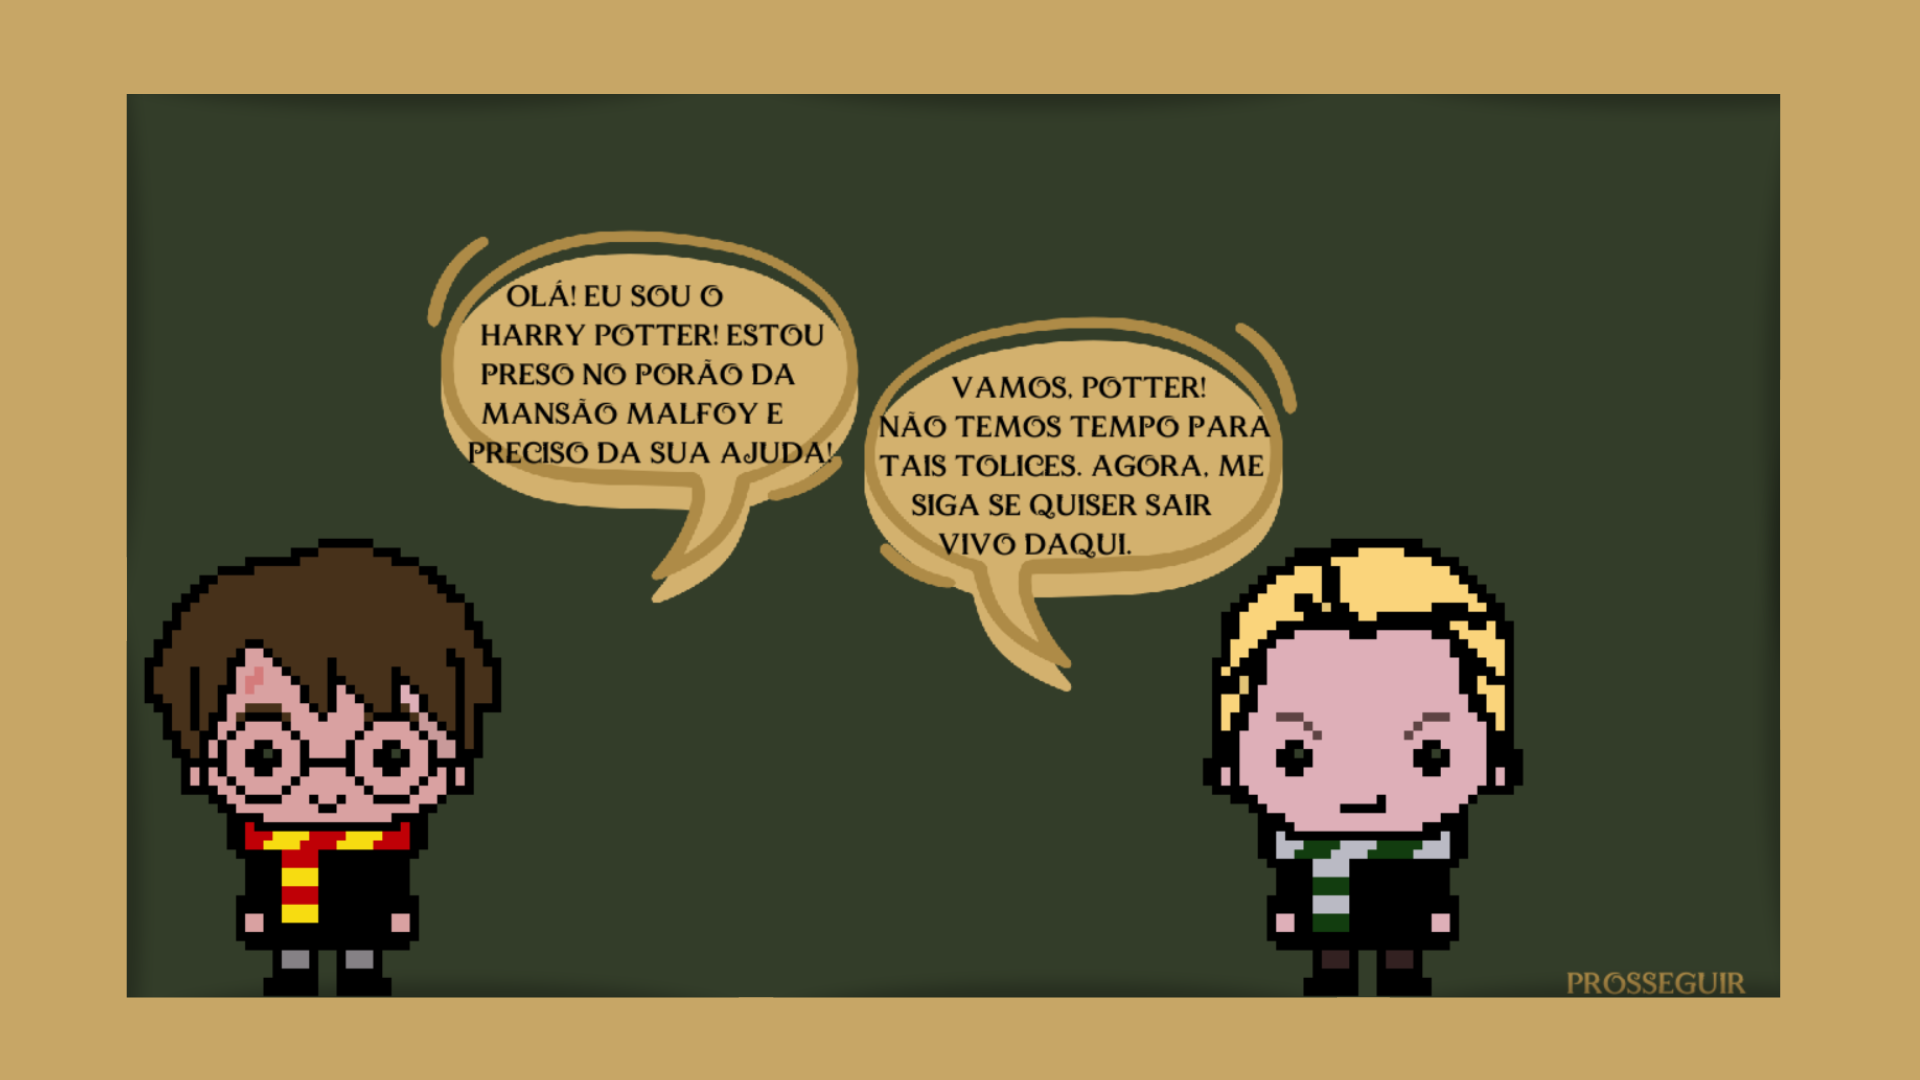 OLÁ! EU SOU O
HARRY POTTER! ESTOU
PRESO NO PORÃO DA
MANSÃO MALFOY E
PRECISO DA SUA AJUDA!
VAMOS, POTTER!
NÃO TEMOS TEMPO PARA
TAIS TOLICES. AGORA, ME
SIGA SE QUISER SAIR
VIVO DAQUI.
PROSSEGUIR